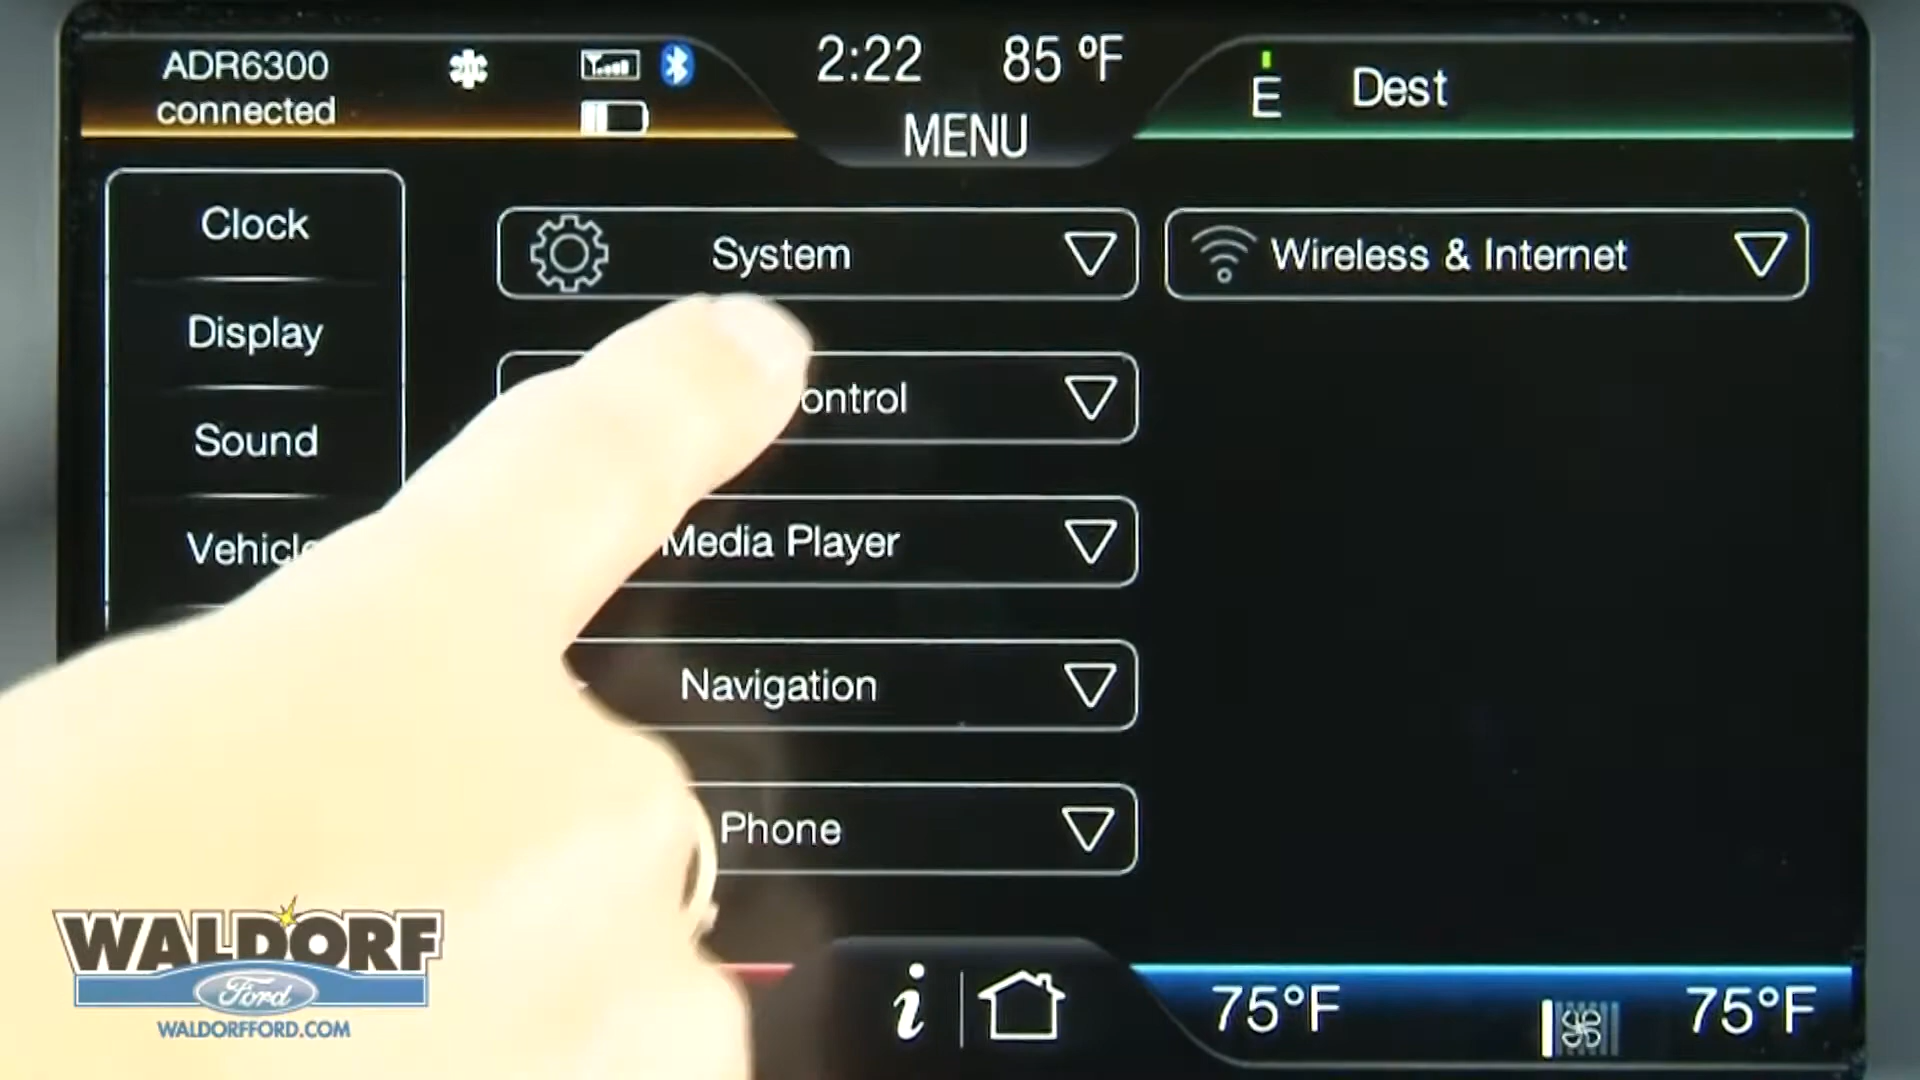 ADR6300
connected
2:22
85 °F
MENU
E
Dest
Clock
Display
Sound
System
Wireless & Internet
Media Player
Navigation
Phone
i
75°F
75°F
WALDORF
Ford
WALDORFFORD.COM